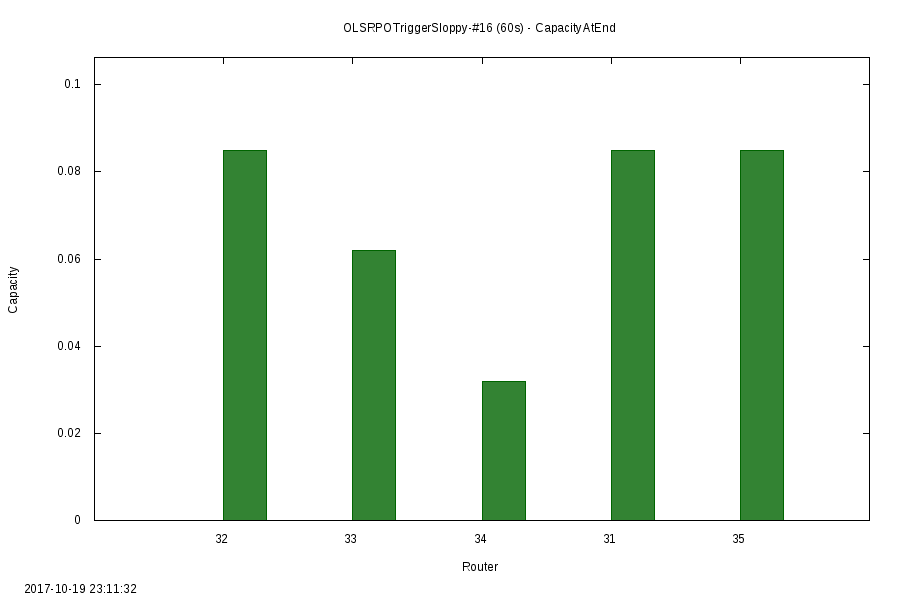 OLSRPOTriggerSloppy-#16 (60s) - CapacityAtEnd
0.1
0.08
0.06
0.04
0.02
0
Capacity
32 33 34 31 35
Router
2017-10-19 23:11:32